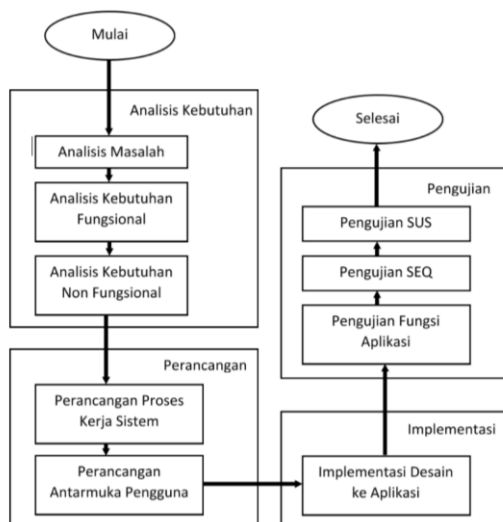 Mulai
Analisis Kebutuhan
Analisis Masalah
Analisis Kebutuhan
Fungsional
Analisis Kebutuhan
Non Fungsional
Perancangan
Perancangan Proses
Kerja Sistem
Perancangan
Antarmuka Pengguna
Implementasi
Implementasi Desain
ke Aplikasi
Pengujian
Pengujian Fungsi
Aplikasi
Pengujian SEQ
Pengujian SUS
Selesai